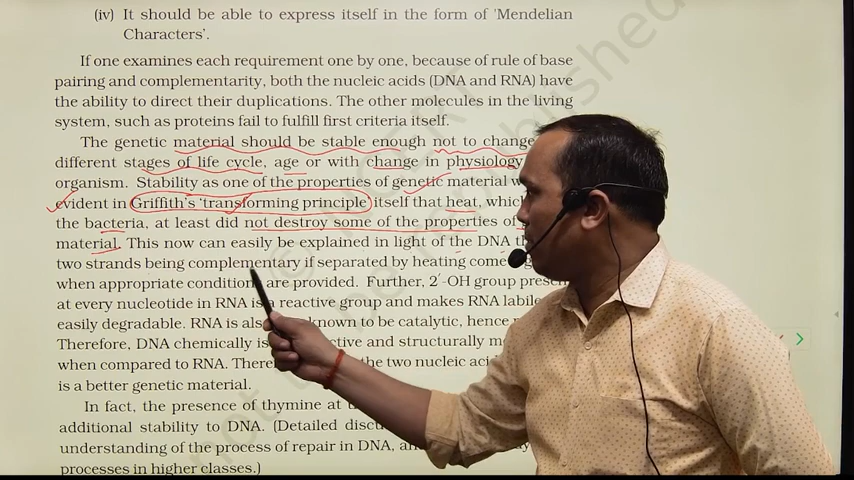 (iv) It should be able to express itself in the form of 'Mendelian
Characters'.
If one examines each requirement one by one, because of rule of base
pairing and complementarity, both the nucleic acids (DNA and RNA) have
the ability to direct their duplications. The other molecules in the living
system, such as proteins fail to fulfill first criteria itself.
The genetic material should be stable enough not to change
different stages of life cycle, age or with change in physiology
organism. Stability as one of the properties of genetic material
evident in Griffith's 'transforming principle' itself that heat, which
the bacteria, at least did not destroy some of the properties of
material. This now can easily be explained in light of the DNA
two strands being complementary if separated by heating come
when appropriate conditions are provided. Further, 2'-OH group present
at every nucleotide in RNA is a reactive group and makes RNA labile
easily degradable. RNA is also known to be catalytic, hence
Therefore, DNA chemically is structurally
when compared to RNA. the two nucleic
is a better genetic material.
In fact, the presence of thymine at
additional stability to DNA. (Detailed
understanding of the process of repair in DNA,
processes in higher classes.)